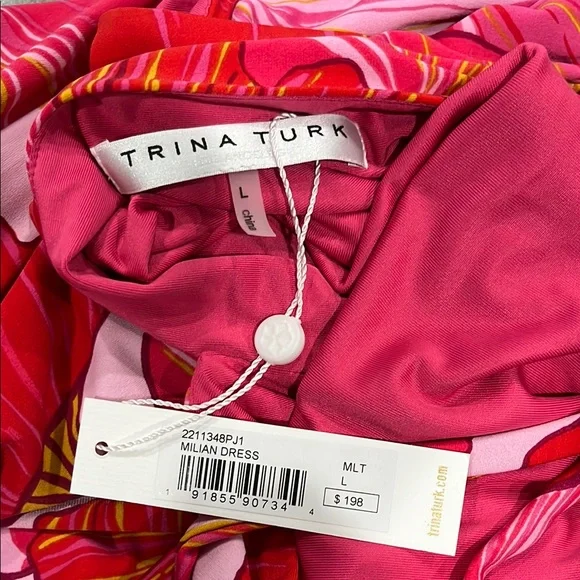 TRINA TURK
L
china
2211348PJ1
MILIAN DRESS
MLT
L
$ 198
1 91855 90734 4
trinaturk.com